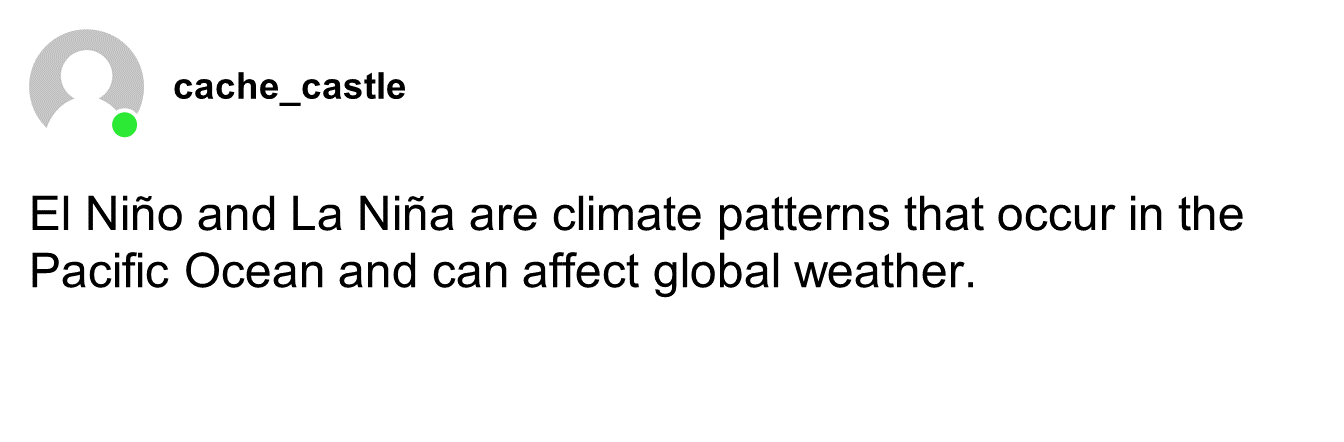 cache_castle
El Niño and La Niña are climate patterns that occur in the
Pacific Ocean and can affect global weather.